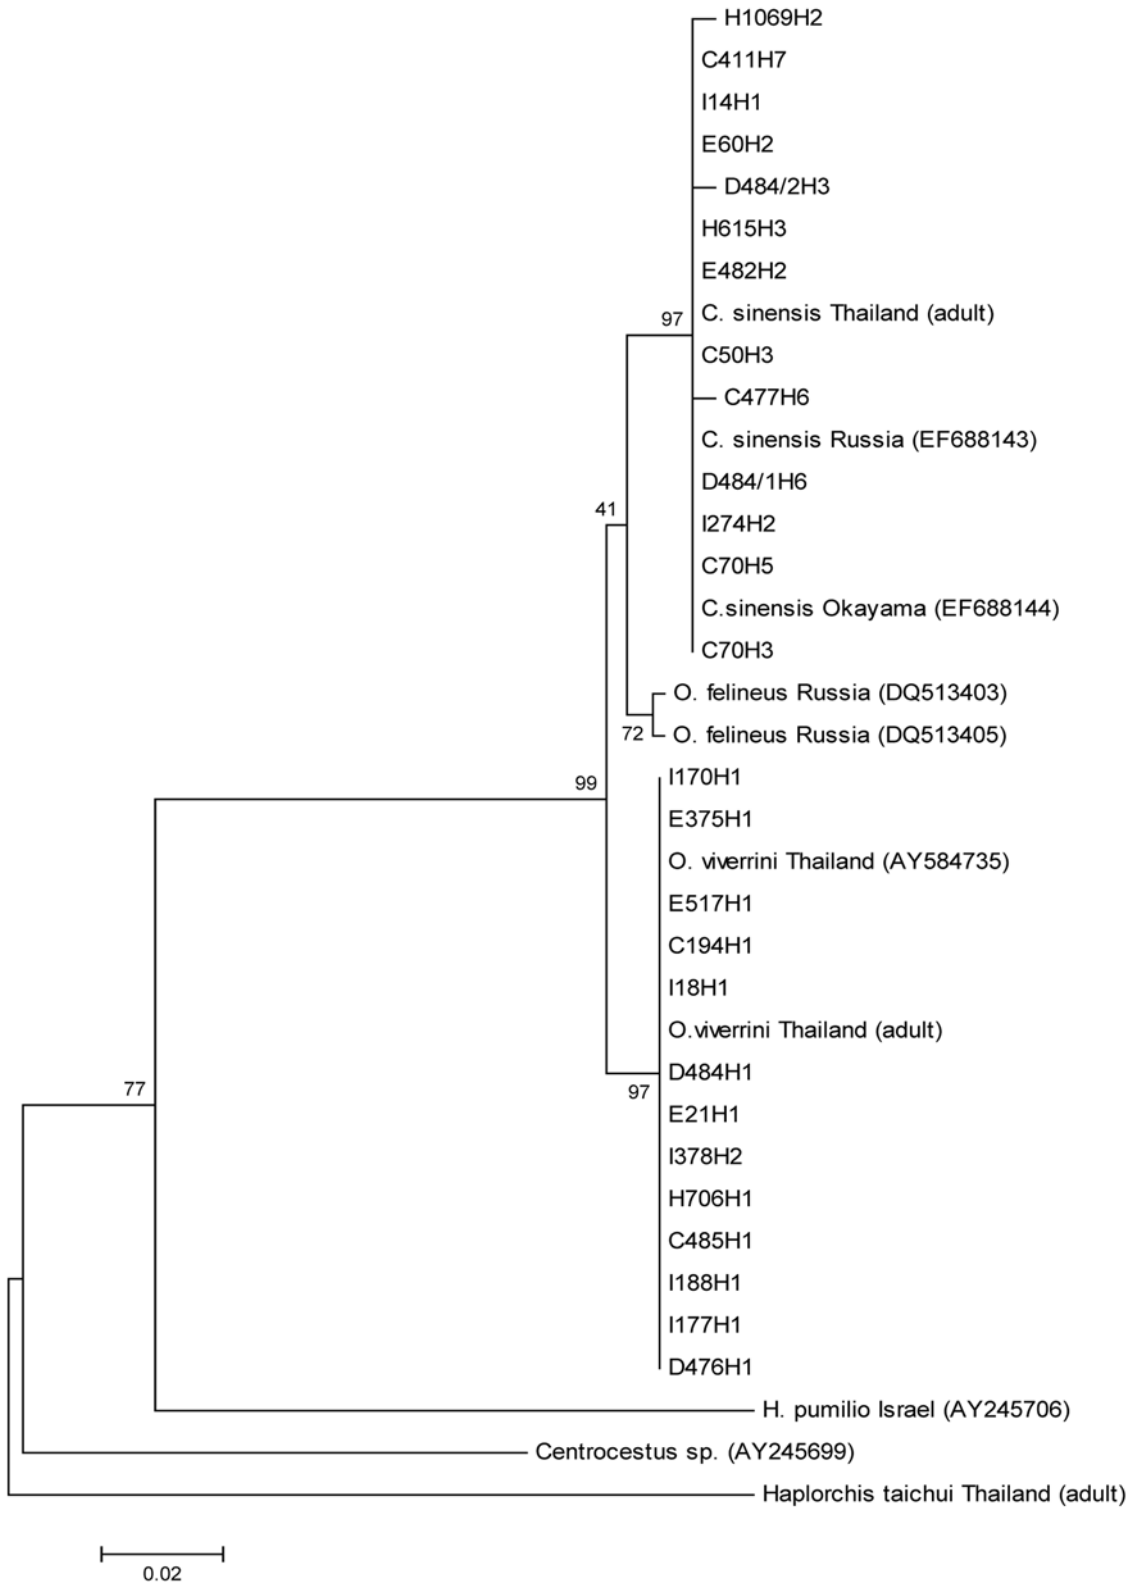 H1069H2
C411H7
I14H1
E60H2
D484/2H3
H615H3
E482H2
97
C. sinensis Thailand (adult)
C50H3
C477H6
C. sinensis Russia (EF688143)
D484/1H6
41
I274H2
C70H5
C.sinensis Okayama (EF688144)
C70H3
O. felineus Russia (DQ513403)
72
O. felineus Russia (DQ513405)
99
I170H1
E375H1
O. viverrini Thailand (AY584735)
E517H1
C194H1
I18H1
O.viverrini Thailand (adult)
D484H1
97
77
E21H1
I378H2
H706H1
C485H1
I188H1
I177H1
D476H1
H. pumilio Israel (AY245706)
Centrocestus sp. (AY245699)
Haplorchis taichui Thailand (adult)
0.02